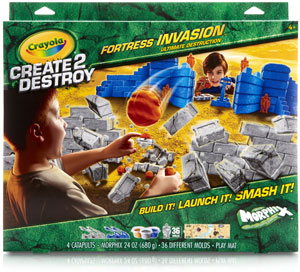 Crayola
CREATE 2
DESTROY
FORTRESS INVASION
ULTIMATE DESTRUCTION
4+
BUILD IT! LAUNCH IT! SMASH IT!
MORPHIX
36
4 CATAPULTS • MORPHIX 24 OZ (680 g) • 36 DIFFERENT MOLDS • PLAY MAT